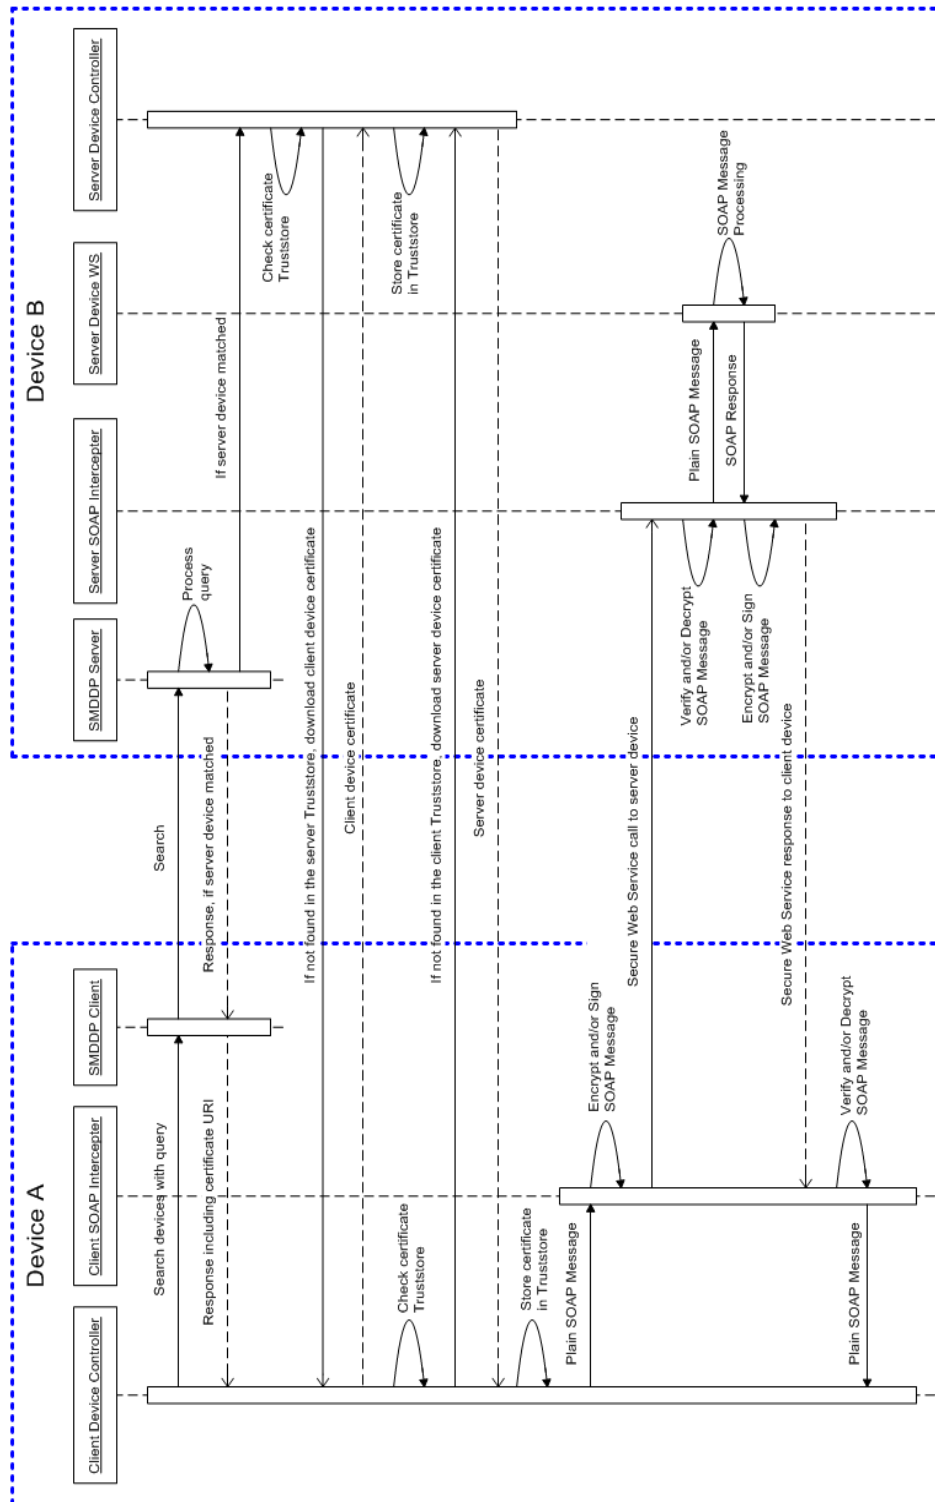 Device A
Device B
Client Device Controller
Client SOAP Intercepter
SMDDP Client
SMDDP Server
Server SOAP Intercepter
Server Device WS
Server Device Controller
Search devices with query
Search
Process
query
Response, if server device matched
Response including certificate URI
If server device matched
Check certificate
Truststore
If not found in the server Truststore, download client device certificate
Client device certificate
Check certificate
Truststore
Store certificate
in Truststore
If not found in the client Truststore, download server device certificate
Server device certificate
Store certificate
in Truststore
Plain SOAP Message
Encrypt and/or Sign
SOAP Message
Secure Web Service call to server device
Verify and/or Decrypt
SOAP Message
Plain SOAP Message
SOAP Message
Processing
SOAP Response
Encrypt and/or Sign
SOAP Message
Secure Web Service response to client device
Verify and/or Decrypt
SOAP Message
Plain SOAP Message